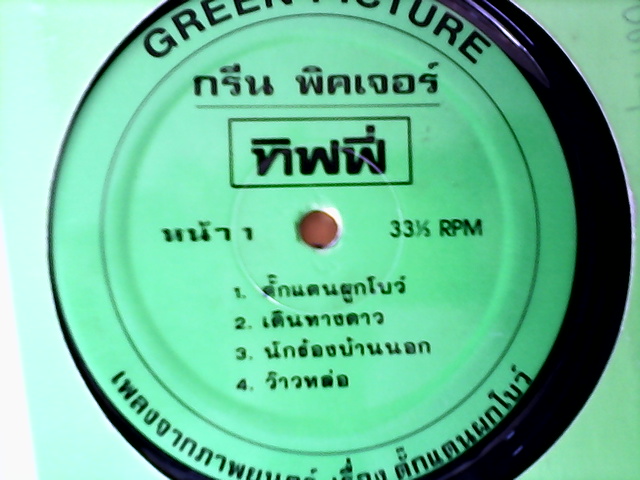 GREEN PICTURE
กรีน พิคเจอร์
ทิฟฟี่
หน้า 1
33⅓ RPM
1. ตั๊กแตนผูกโบว์
2. เดินทางดาว
3. นักร้องบ้านนอก
4. ว๊าวหล่อ
เพลงจากภาพยนตร์ เรื่อง ตั๊กแตนผูกโบว์